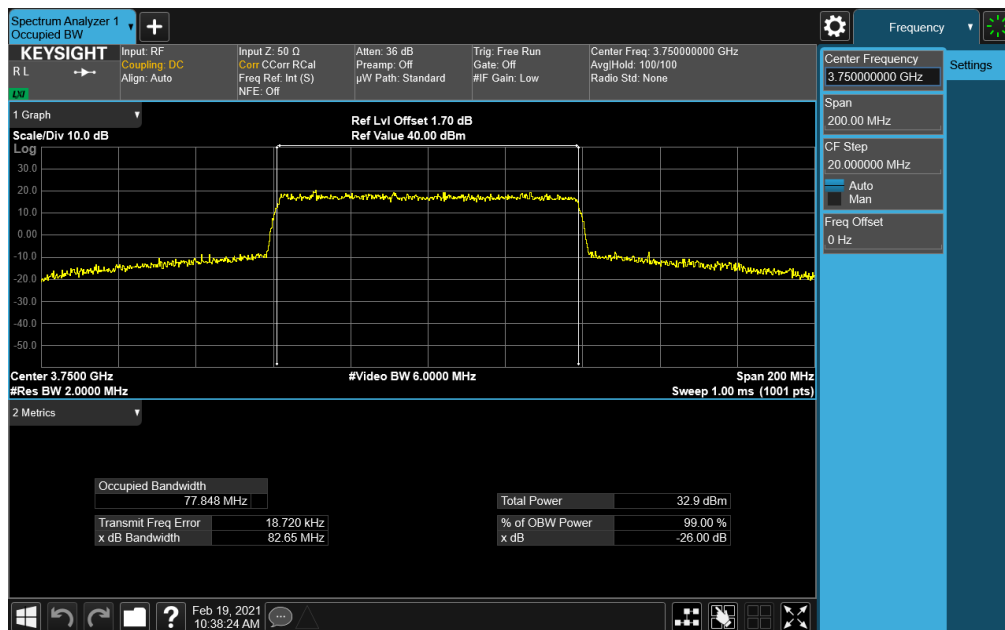 Spectrum Analyzer 1
Occupied BW
Frequency
KEYSIGHT
R L
LXI
Input: RF
Coupling: DC
Align: Auto
Input Z: 50 Ω
Corr CCorr RCal
Freq Ref: Int (S)
NFE: Off
Atten: 36 dB
Preamp: Off
µW Path: Standard
Trig: Free Run
Gate: Off
#IF Gain: Low
Center Freq: 3.750000000 GHz
Avg|Hold: 100/100
Radio Std: None
Center Frequency
3.750000000 GHz
Settings
Span
200.00 MHz
CF Step
20.000000 MHz
Auto
Man
Freq Offset
0 Hz
1 Graph
Scale/Div 10.0 dB
Ref Lvl Offset 1.70 dB
Ref Value 40.00 dBm
Log
30.0
20.0
10.0
0.00
-10.0
-20.0
-30.0
-40.0
-50.0
Center 3.7500 GHz
#Video BW 6.0000 MHz
Span 200 MHz
#Res BW 2.0000 MHz
Sweep 1.00 ms (1001 pts)
2 Metrics
Occupied Bandwidth
77.848 MHz
Total Power 32.9 dBm
Transmit Freq Error 18.720 kHz
% of OBW Power 99.00 %
x dB Bandwidth 82.65 MHz
x dB -26.00 dB
Feb 19, 2021
10:38:24 AM